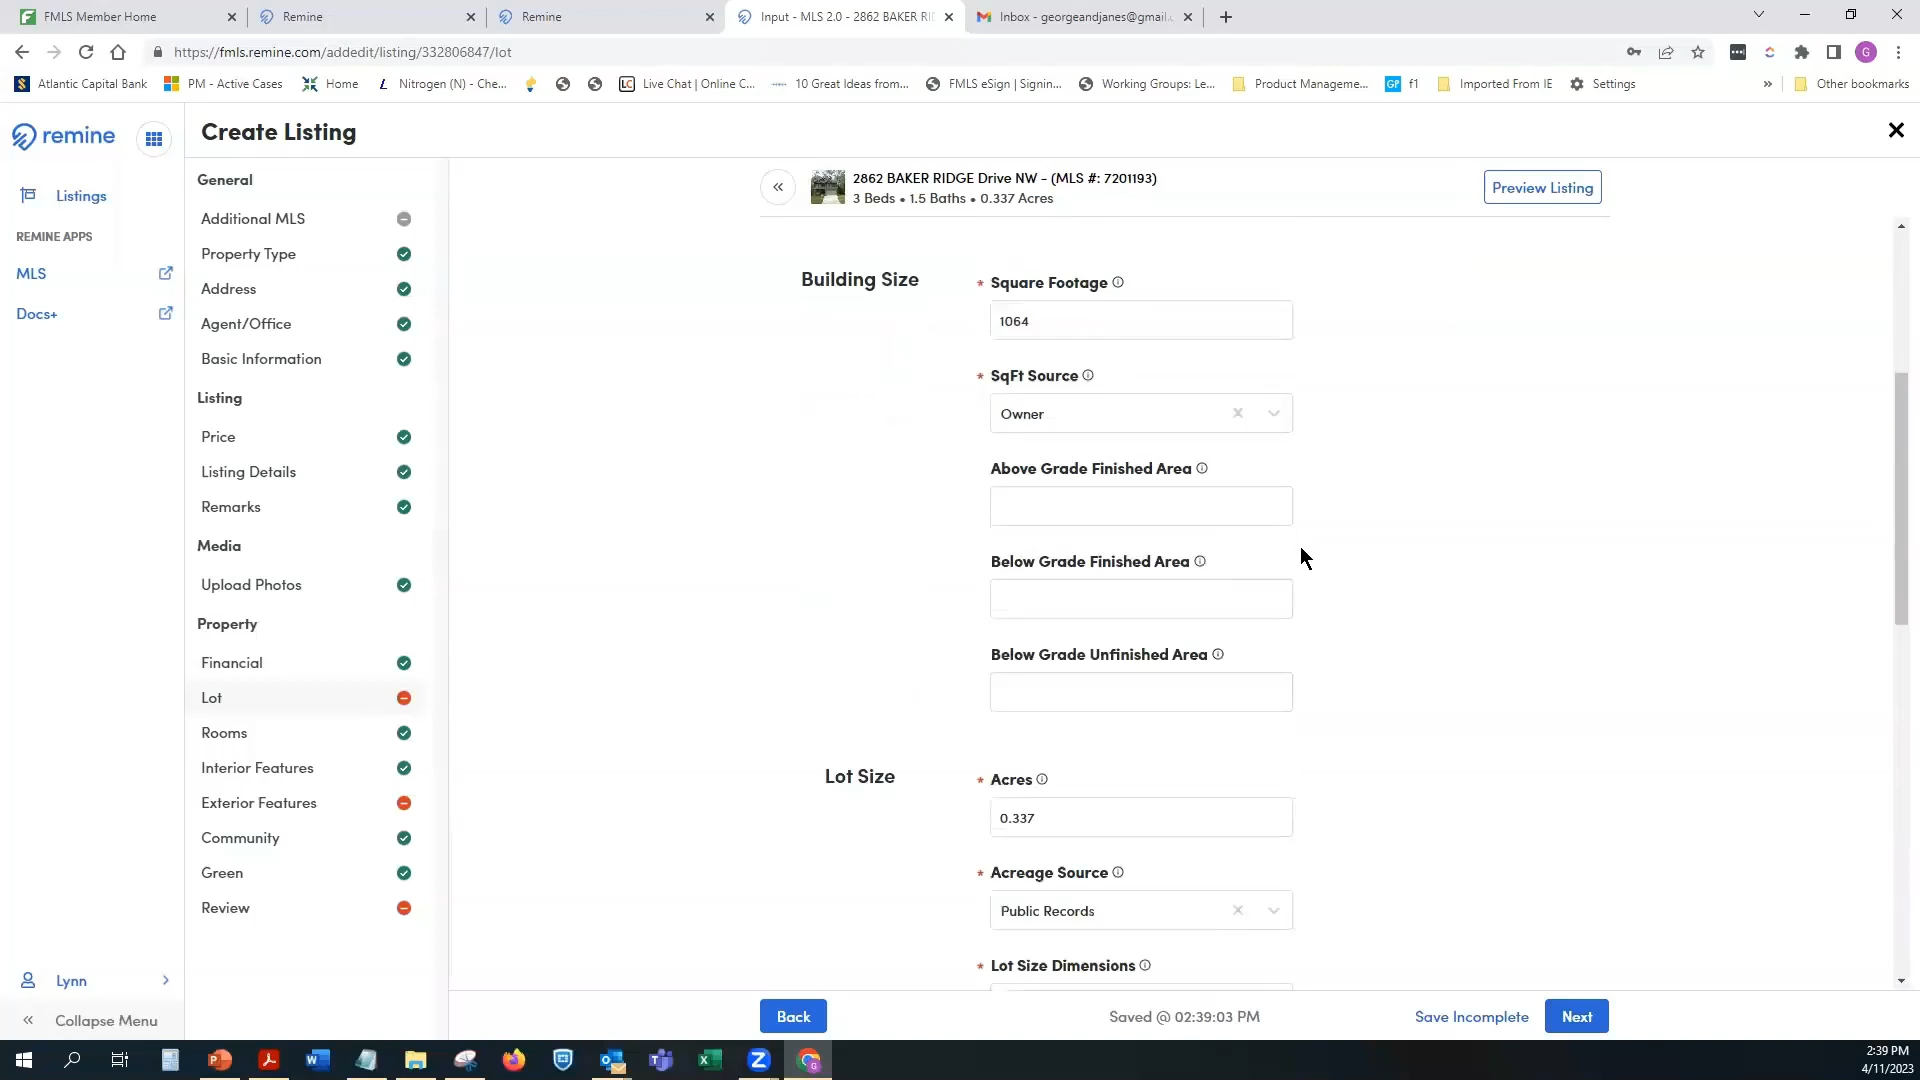 FMLS Member Home
Remine
Remine
Input - MLS 2.0 - 2862 BAKER RI
Inbox - georgeandjanes@gmail.
https://fmls.remine.com/addedit/listing/332806847/lot
G
Atlantic Capital Bank
PM - Active Cases
Home
Nitrogen (N) - Che...
LC Live Chat | Online C...
10 Great Ideas from...
FMLS eSign | Signin...
Working Groups: Le...
Product Manageme...
GP f1
Imported From IE
Settings
»
Other bookmarks
remine
Listings
REMINE APPS
MLS
Docs+
Lynn
Collapse Menu
Create Listing
General
Additional MLS
Property Type
Address
Agent/Office
Basic Information
Listing
Price
Listing Details
Remarks
Media
Upload Photos
Property
Financial
Lot
Rooms
Interior Features
Exterior Features
Community
Green
Review
2862 BAKER RIDGE Drive NW - (MLS #: 7201193)
3 Beds • 1.5 Baths • 0.337 Acres
Preview Listing
Building Size
* Square Footage
1064
* SqFt Source
Owner
Above Grade Finished Area
Below Grade Finished Area
Below Grade Unfinished Area
Lot Size
* Acres
0.337
* Acreage Source
Public Records
* Lot Size Dimensions
Back
Saved @ 02:39:03 PM
Save Incomplete
Next
2:39 PM
4/11/2023